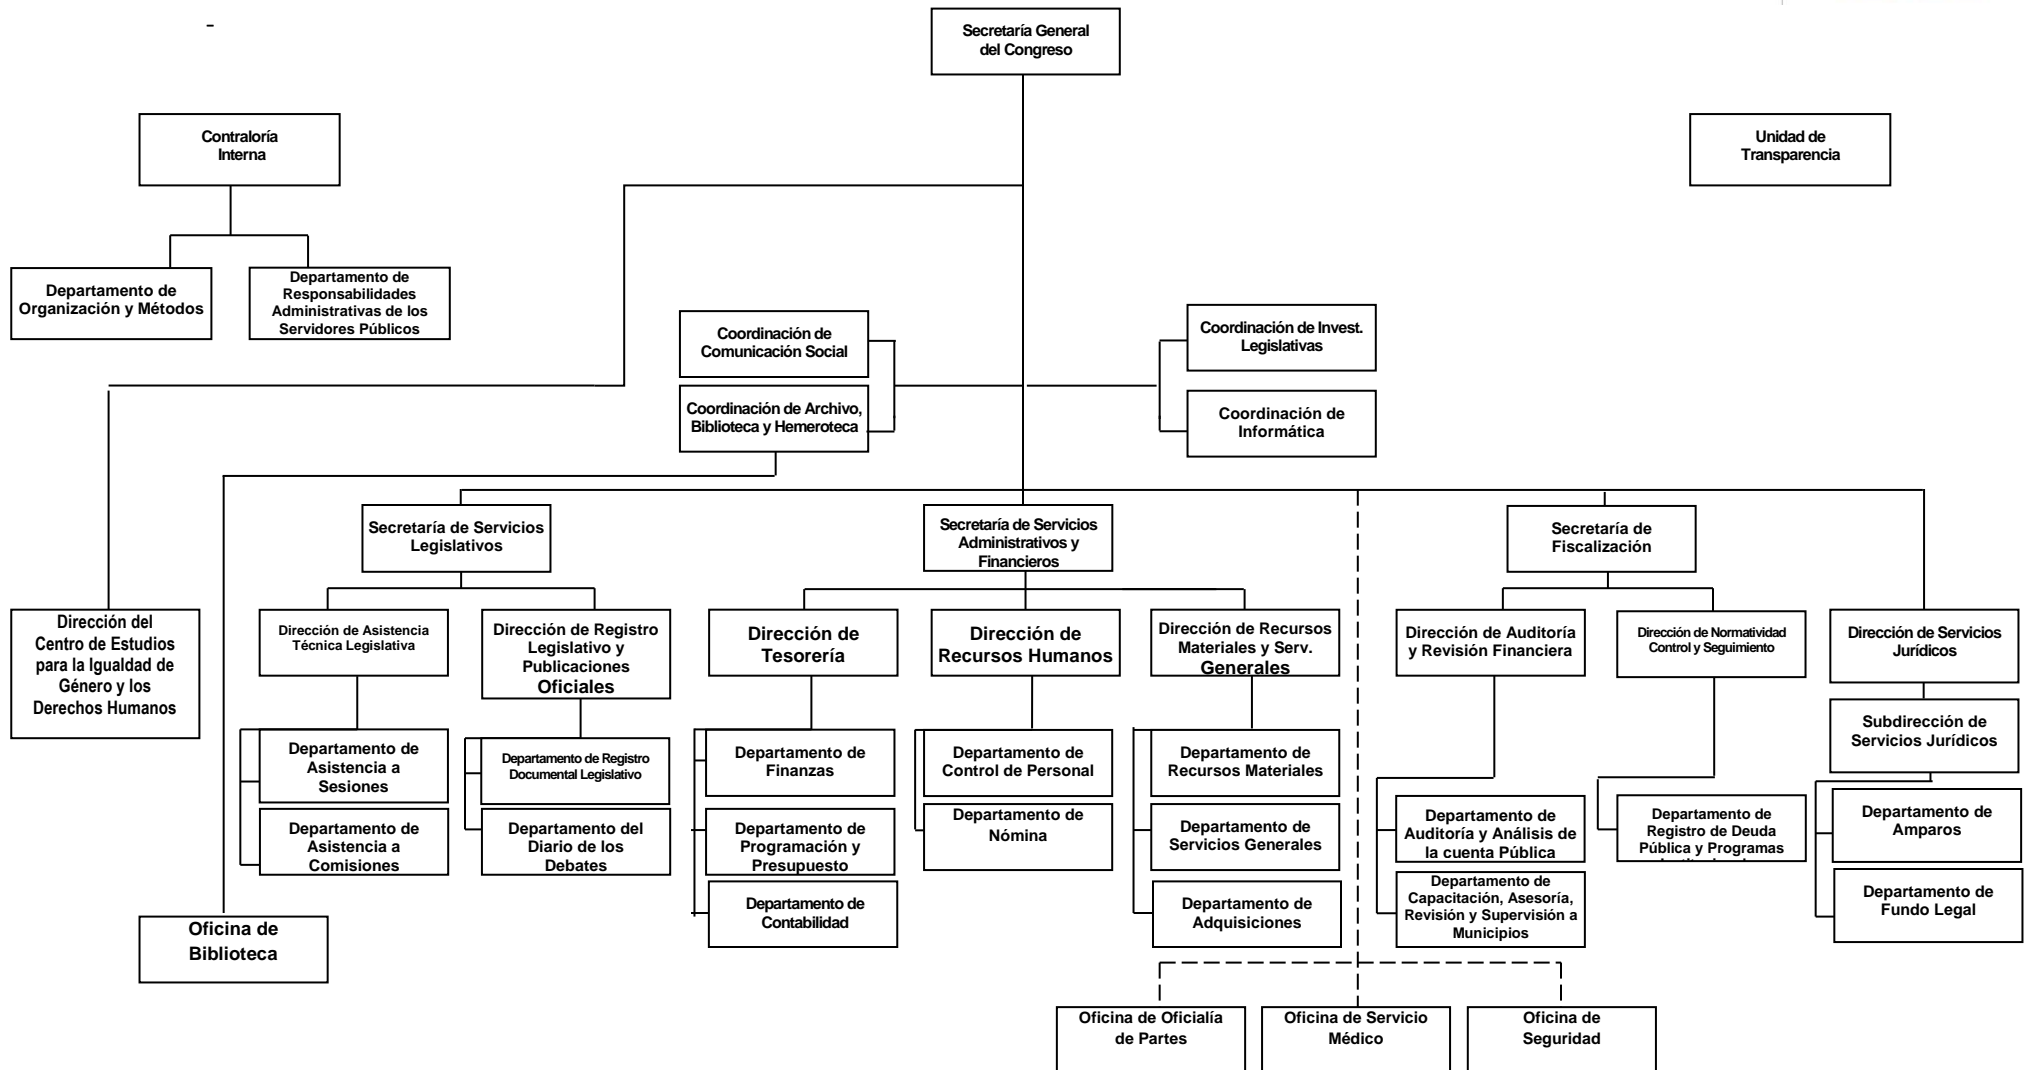 -
Secretaría General
del Congreso
Contraloría
Interna
Unidad de
Transparencia
Departamento de
Organización y Métodos
Departamento de
Responsabilidades
Administrativas de los
Servidores Públicos
Coordinación de
Comunicación Social
Coordinación de Invest.
Legislativas
Coordinación de Archivo,
Biblioteca y Hemeroteca
Coordinación de
Informática
Secretaría de Servicios
Legislativos
Secretaría de Servicios
Administrativos y
Financieros
Secretaría de
Fiscalización
Dirección del
Centro de Estudios
para la Igualdad de
Género y los
Derechos Humanos
Dirección de Asistencia
Técnica Legislativa
Dirección de Registro
Legislativo y
Publicaciones
Oficiales
Dirección de
Tesorería
Dirección de
Recursos Humanos
Dirección de Recursos
Materiales y Serv.
Generales
Dirección de Auditoría
y Revisión Financiera
Dirección de Normatividad
Control y Seguimiento
Dirección de Servicios
Jurídicos
Subdirección de
Servicios Jurídicos
Departamento de
Asistencia a
Sesiones
Departamento de Registro
Documental Legislativo
Departamento de
Finanzas
Departamento de
Control de Personal
Departamento de
Recursos Materiales
Departamento de
Auditoría y Análisis de
la cuenta Pública
Departamento de
Registro de Deuda
Pública y Programas
Departamento de
Amparos
Departamento de
Asistencia a
Comisiones
Departamento del
Diario de los
Debates
Departamento de
Programación y
Presupuesto
Departamento de
Nómina
Departamento de
Servicios Generales
Departamento de
Capacitación, Asesoría,
Revisión y Supervisión a
Municipios
Departamento de
Fundo Legal
Departamento de
Contabilidad
Departamento de
Adquisiciones
Oficina de
Biblioteca
Oficina de Oficialía
de Partes
Oficina de Servicio
Médico
Oficina de
Seguridad